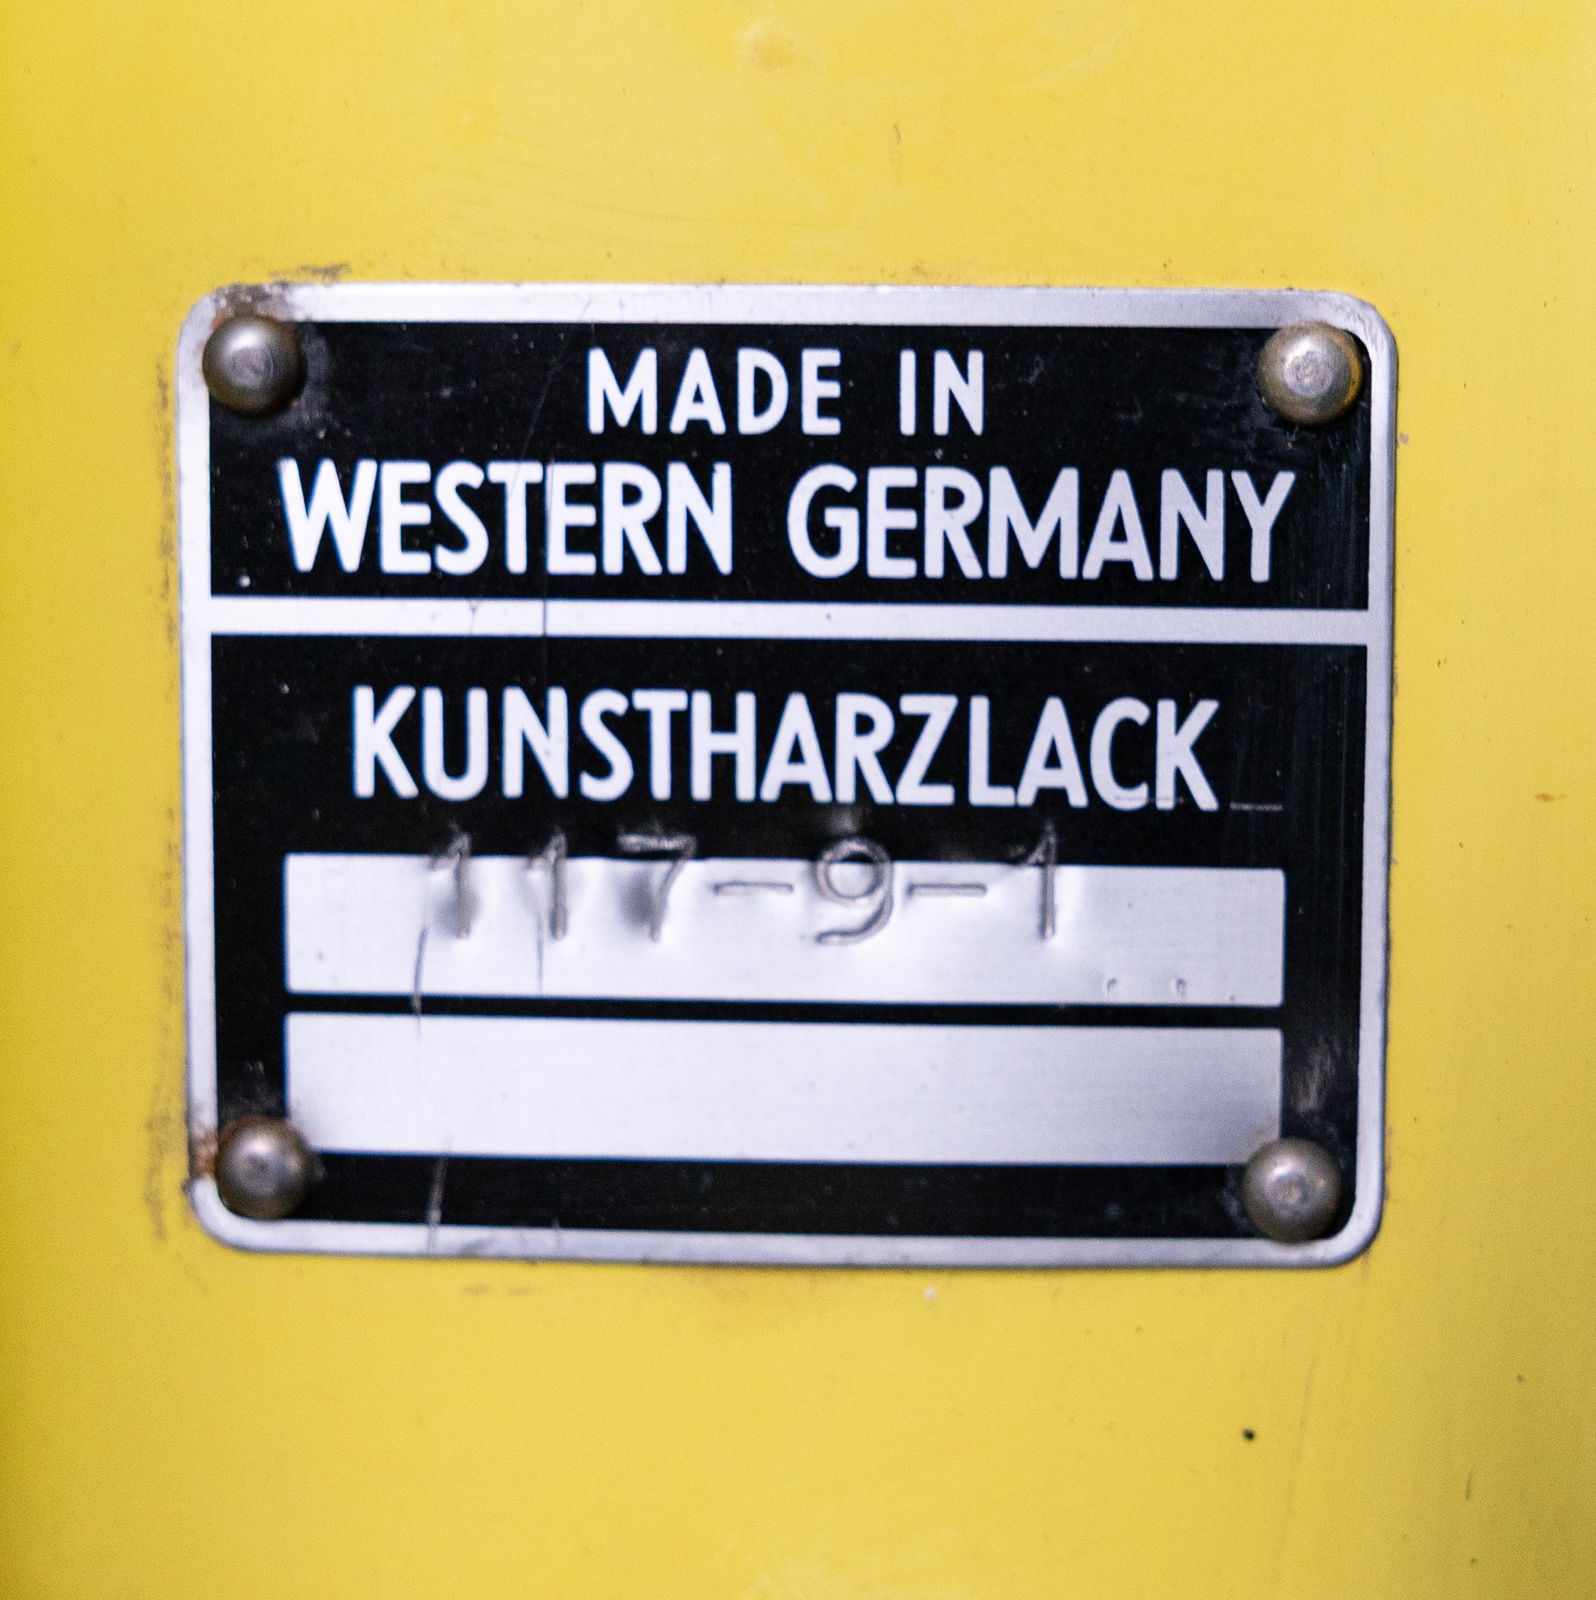 MADE IN
WESTERN GERMANY
KUNSTHARZLACK
117-9-1